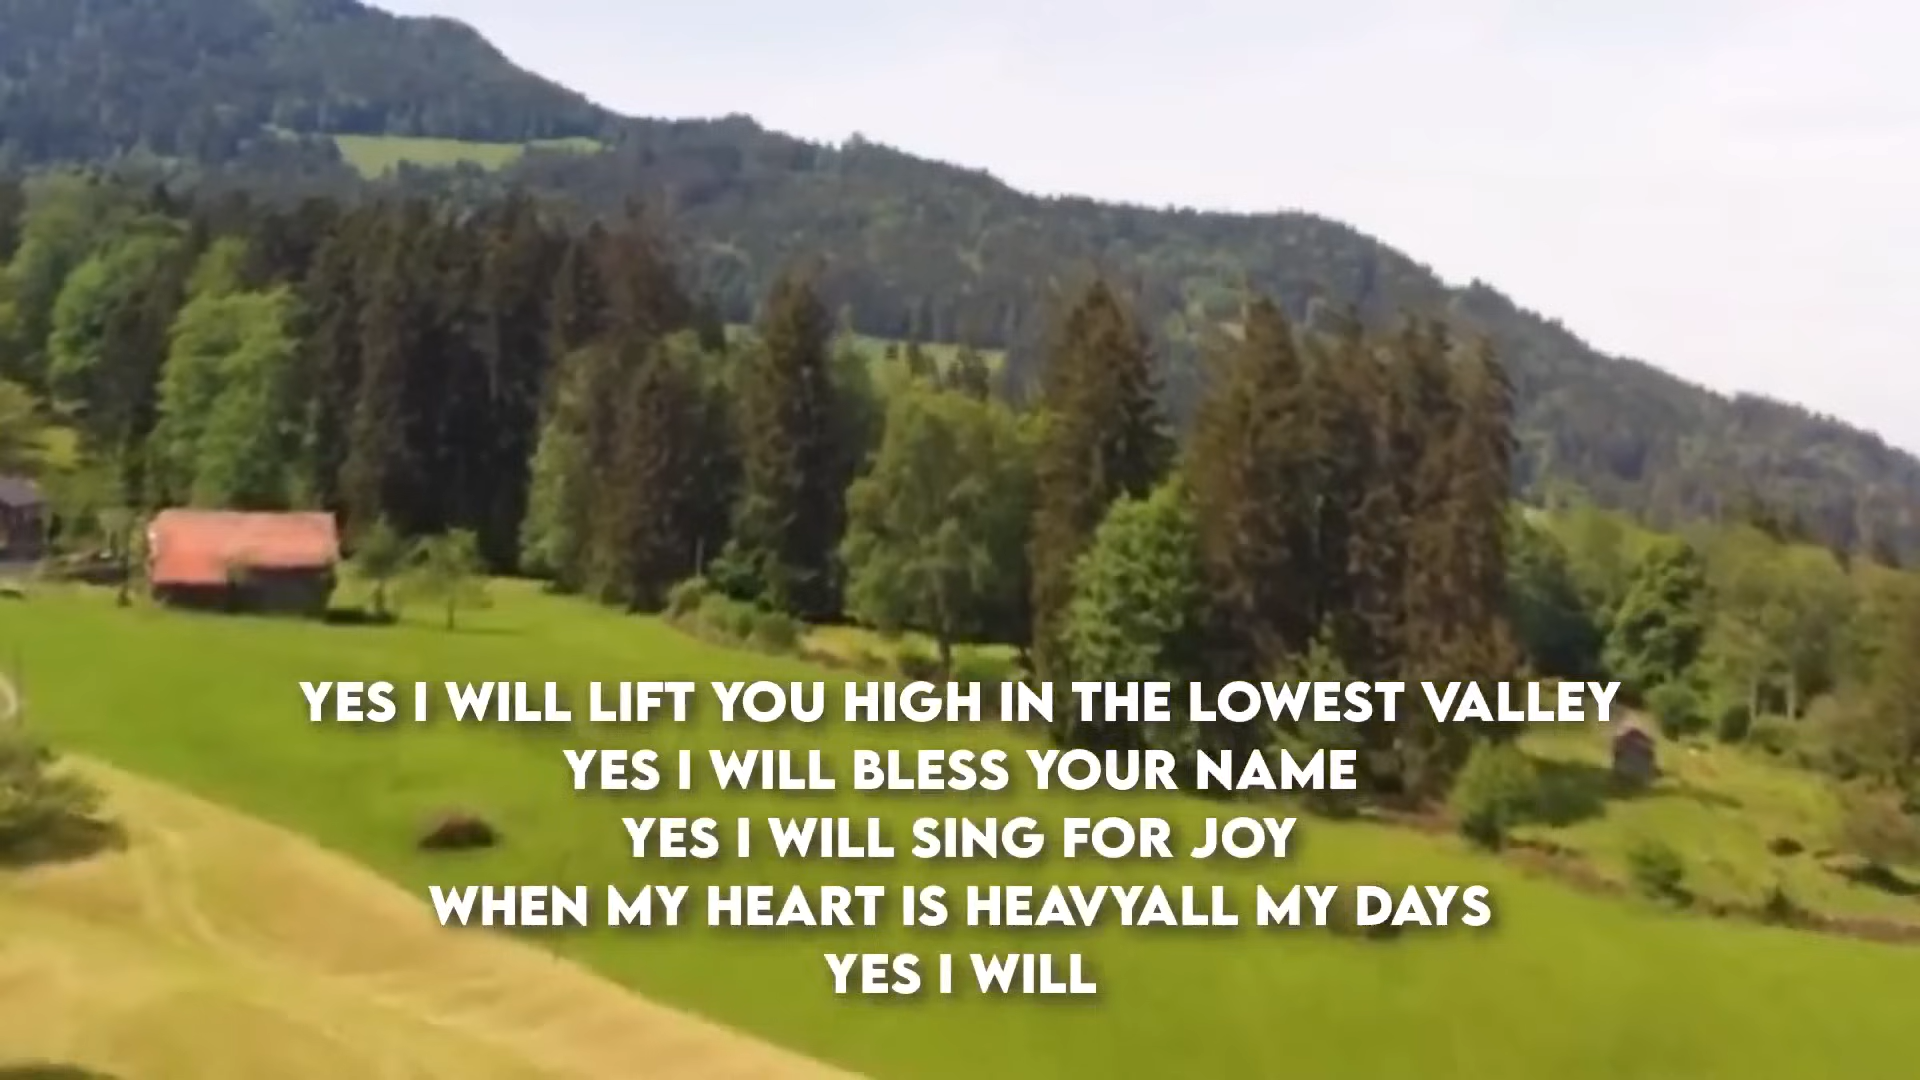 YES I WILL LIFT YOU HIGH IN THE LOWEST VALLEY
YES I WILL BLESS YOUR NAME
YES I WILL SING FOR JOY
WHEN MY HEART IS HEAVYALL MY DAYS
YES I WILL